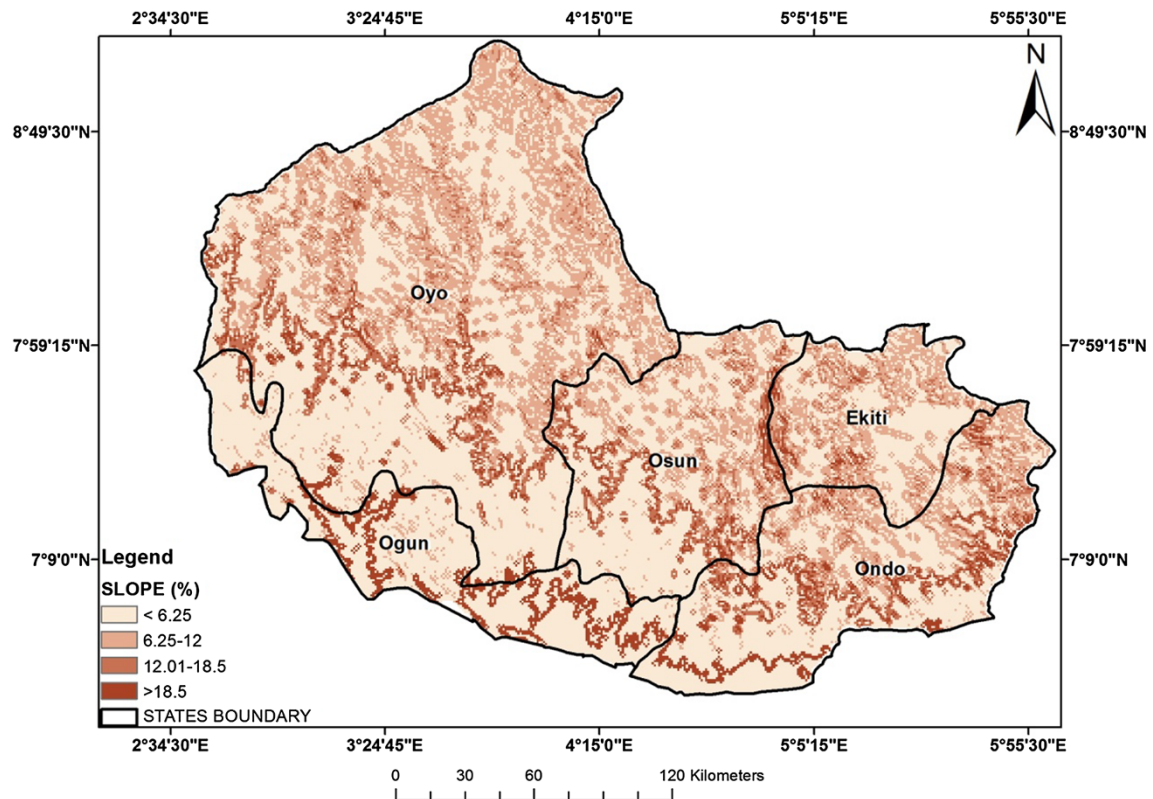 2°34'30"E 3°24'45"E 4°15'0"E 5°5'15"E 5°55'30"E
N
8°49'30"N 8°49'30"N
Oyo
7°59'15"N 7°59'15"N
Ekiti
Osun
Ogun
7°9'0"N 7°9'0"N
Ondo
Legend
SLOPE (%)
< 6.25
6.25-12
12.01-18.5
>18.5
STATES BOUNDARY
2°34'30"E 3°24'45"E 4°15'0"E 5°5'15"E 5°55'30"E
0 30 60 120 Kilometers